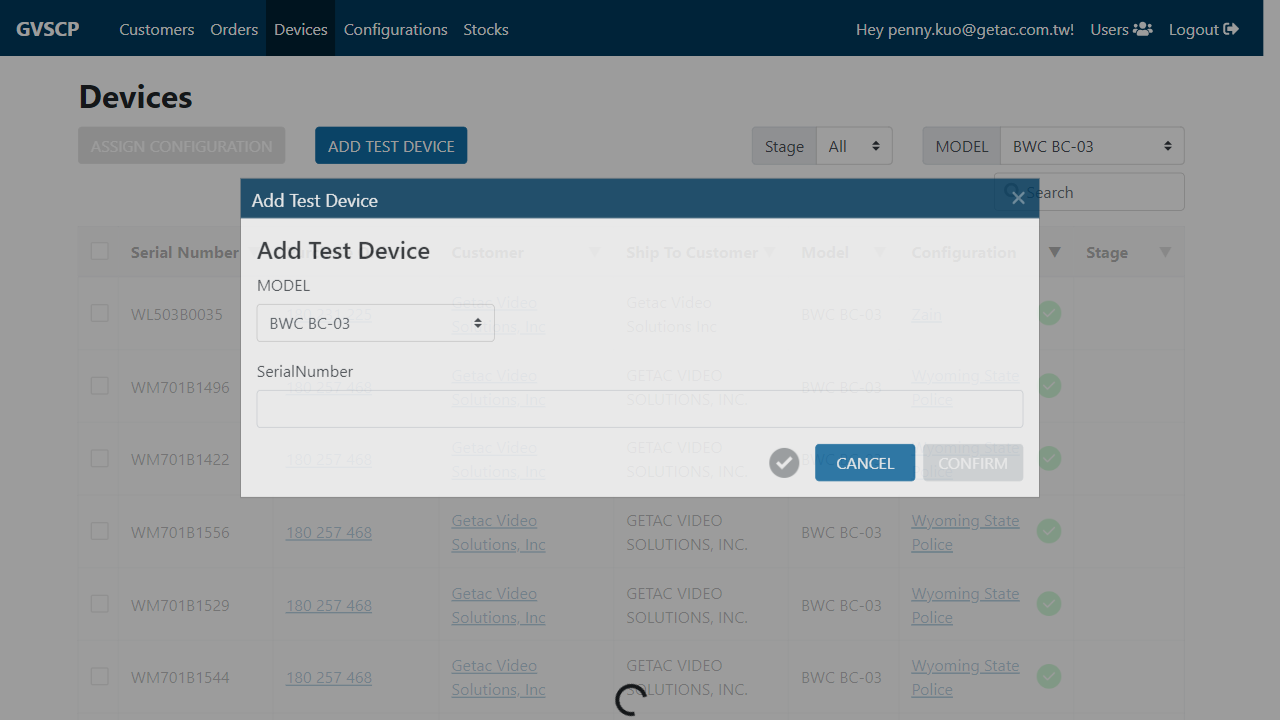 GVSCP Customers Orders Devices Configurations Stocks Hey penny.kuo@getac.com.tw! Users Logout
Devices
ASSIGN CONFIGURATION ADD TEST DEVICE Stage All MODEL BWC BC-03
Search
Add Test Device
Add Test Device
MODEL
BWC BC-03
SerialNumber
CANCEL CONFIRM
Serial Number Customer Ship To Customer Model Configuration Stage
WL503B0035 Getac Video Getac Video BWC BC-03 Zain
Solutions, Inc Solutions Inc
WM701B1496 180 257 468 Getac Video GETAC VIDEO BWC BC-03 Wyoming State
Solutions, Inc SOLUTIONS, INC. Police
WM701B1422 180 257 468 Getac Video GETAC VIDEO Wyoming State
Solutions, Inc SOLUTIONS, INC.
WM701B1556 180 257 468 Getac Video GETAC VIDEO BWC BC-03 Wyoming State
Solutions, Inc SOLUTIONS, INC. Police
WM701B1529 180 257 468 Getac Video GETAC VIDEO BWC BC-03 Wyoming State
Solutions, Inc SOLUTIONS, INC. Police
WM701B1544 180 257 468 Getac Video GETAC VIDEO BWC BC-03 Wyoming State
Solutions, Inc SOLUTIONS, INC. Police